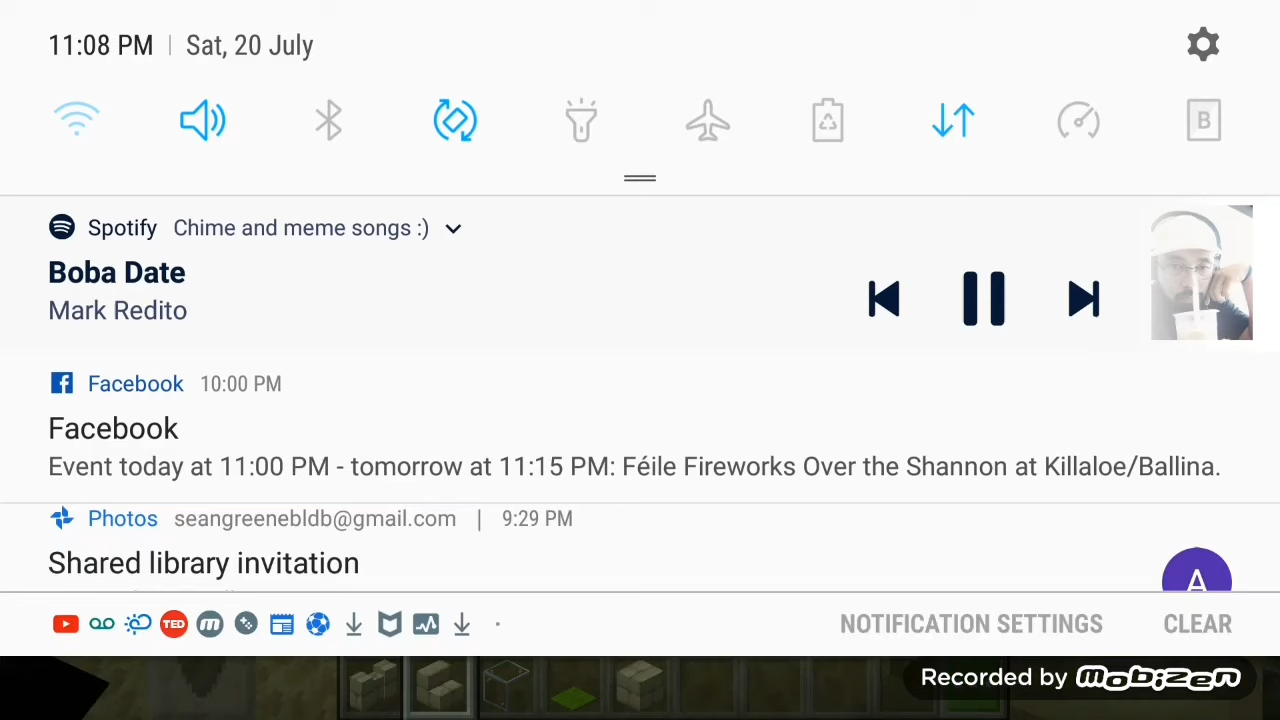 11:08 PM | Sat, 20 July
B
Spotify Chime and meme songs :)
Boba Date
Mark Redito
Facebook 10:00 PM
Facebook
Event today at 11:00 PM - tomorrow at 11:15 PM: Féile Fireworks Over the Shannon at Killaloe/Ballina.
Photos seangreenebldb@gmail.com | 9:29 PM
Shared library invitation
A
TED m NOTIFICATION SETTINGS CLEAR
Recorded by mobizen